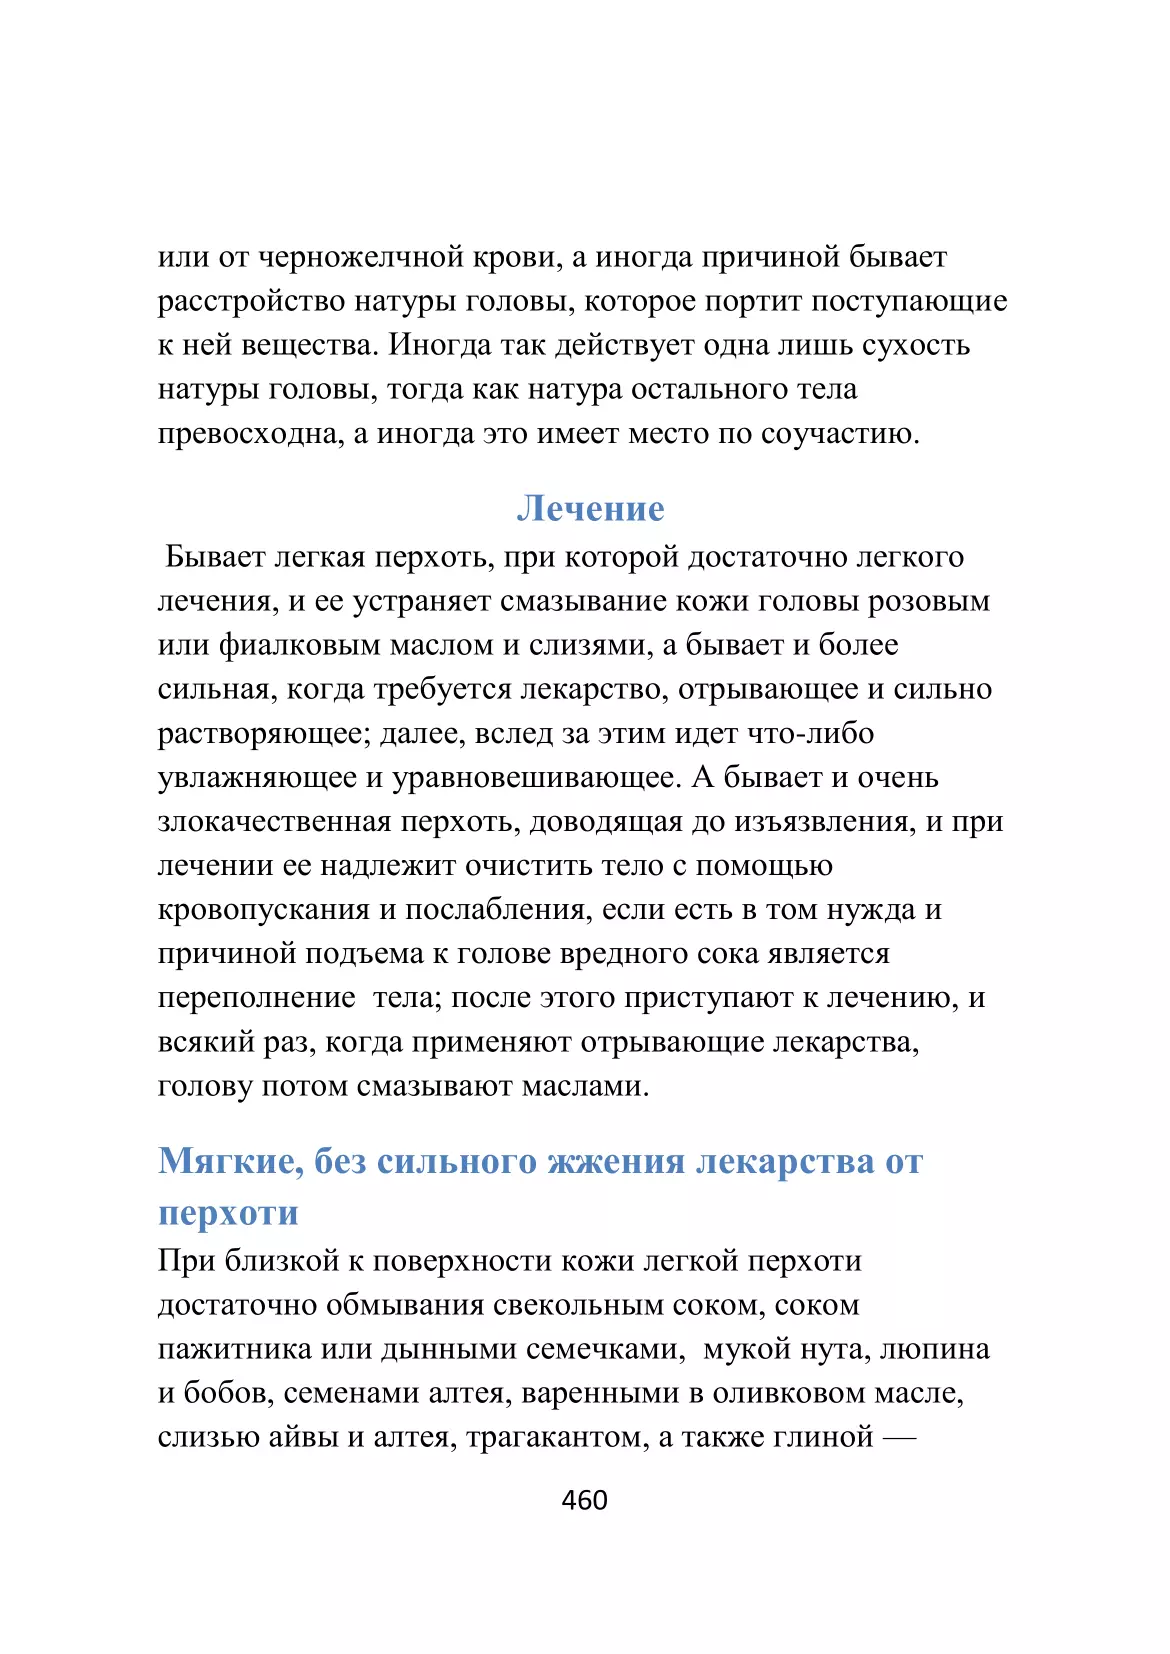 или от черножелчной крови, а иногда причиной бывает
расстройство натуры головы, которое портит поступающие
к ней вещества. Иногда так действует одна лишь сухость
натуры головы, тогда как натура остального тела
превосходна, а иногда это имеет место по соучастию.
Лечение
Бывает легкая перхоть, при которой достаточно легкого
лечения, и ее устраняет смазывание кожи головы розовым
или фиалковым маслом и слизями, а бывает и более
сильная, когда требуется лекарство, отрывающее и сильно
растворяющее; далее, вслед за этим идет что-либо
увлажняющее и уравновешивающее. А бывает и очень
злокачественная перхоть, доводящая до изъязвления, и при
лечении ее надлежит очистить тело с помощью
кровопускания и послабления, если есть в том нужда и
причиной подъема к голове вредного сока является
переполнение  тела; после этого приступают к лечению, и
всякий раз, когда применяют отрывающие лекарства,
голову потом смазывают маслами.
Мягкие, без сильного жжения лекарства от
перхоти
При близкой к поверхности кожи легкой перхоти
достаточно обмывания свекольным соком, соком
пажитника или дынными семечками,  мукой нута, люпина
и бобов, семенами алтея, варенными в оливковом масле,
слизью айвы и алтея, трагакантом, а также глиной —
460